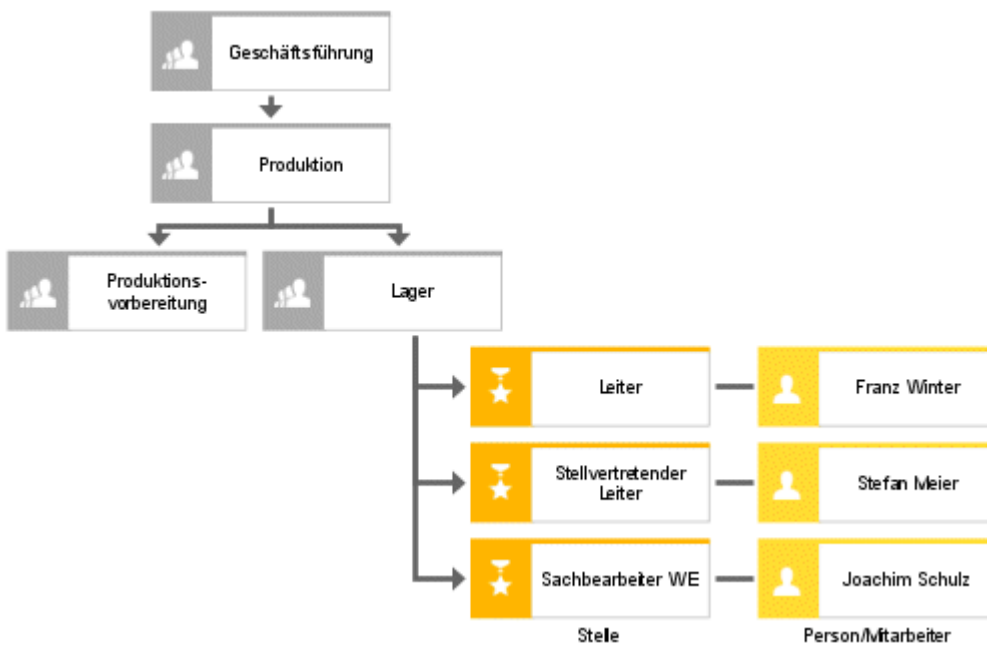 Geschäftsführung
Produktion
Produktions-
vorbereitung
Lager
Leiter
Franz Winter
Stellvertretender
Leiter
Stefan Meier
Sachbearbeiter WE
Joachim Schulz
Stelle
Person/Mitarbeiter